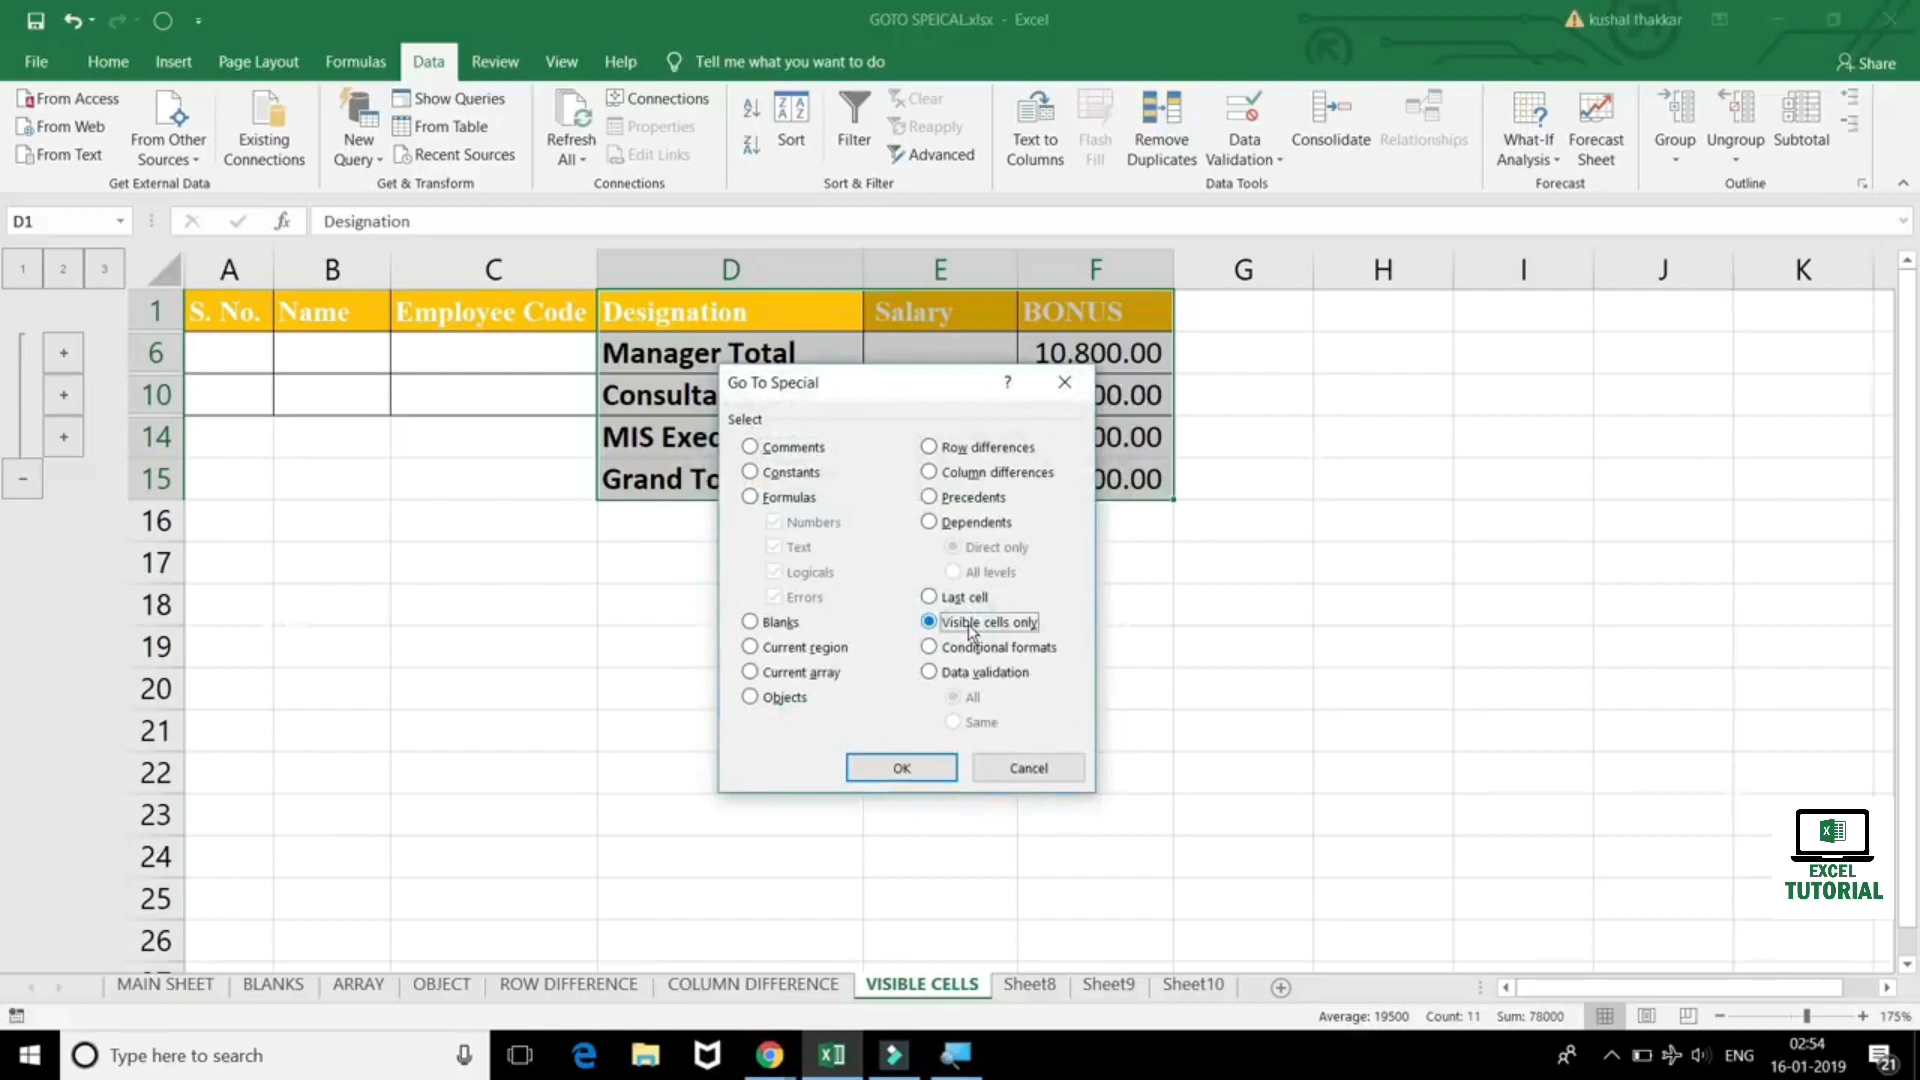 GOTO SPEICAL.xlsx - Excel
kushal thakkar
File Home Insert Page Layout Formulas Data Review View Help Tell me what you want to do Share
From Access
From Web
From Text
From Other Sources
Existing Connections
Get External Data
New Query
Show Queries
From Table
Recent Sources
Get & Transform
Refresh All
Connections
Properties
Edit Links
Connections
Sort
Filter
Clear
Reapply
Advanced
Sort & Filter
Text to Columns
Flash Fill
Remove Duplicates
Data Validation
Consolidate
Relationships
Data Tools
What-If Analysis
Forecast Sheet
Forecast
Group
Ungroup
Subtotal
Outline
D1 fx Designation
1 2 3 A B C D E F G H I J K
1 S. No. Name Employee Code Designation Salary BONUS
6 Manager Total 10,800.00
10 Consulta 00.00
14 MIS Exec 00.00
15 Grand To 00.00
16
17
18
19
20
21
22
23
24
25
26
Go To Special ?
Select
Comments
Constants
Formulas
Numbers
Text
Logicals
Errors
Blanks
Current region
Current array
Objects
Row differences
Column differences
Precedents
Dependents
Direct only
All levels
Last cell
Visible cells only
Conditional formats
Data validation
All
Same
OK Cancel
EXCEL
TUTORIAL
MAIN SHEET BLANKS ARRAY OBJECT ROW DIFFERENCE COLUMN DIFFERENCE VISIBLE CELLS Sheet8 Sheet9 Sheet10
Average: 19500 Count: 11 Sum: 78000 175%
Type here to search
ENG
02:54
16-01-2019
21